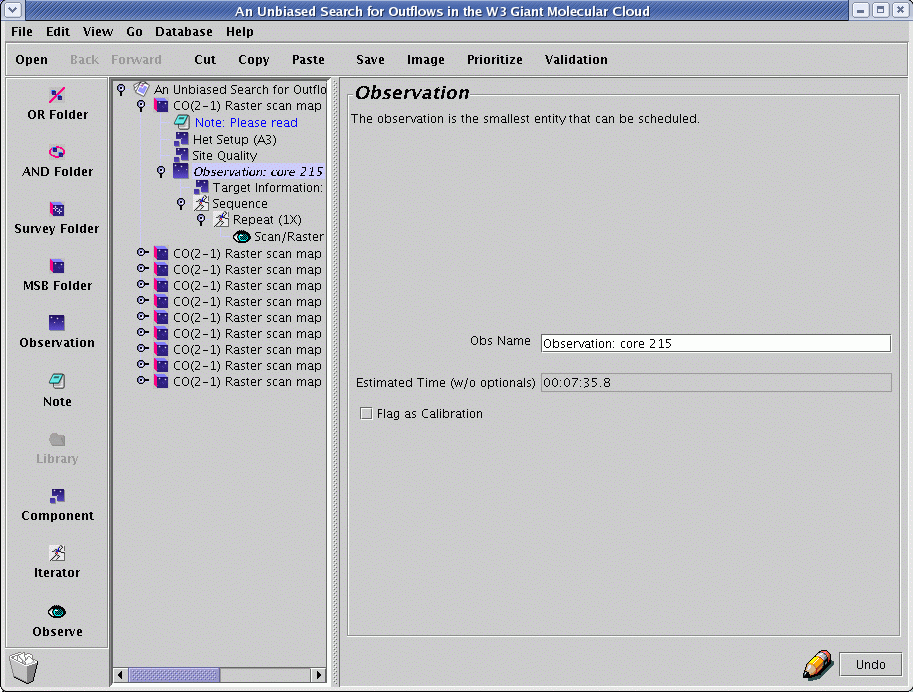 An Unbiased Search for Outflows in the W3 Giant Molecular Cloud
File Edit View Go Database Help
Open Back Forward Cut Copy Paste Save Image Prioritize Validation
OR Folder
AND Folder
Survey Folder
MSB Folder
Observation
Note
Library
Component
Iterator
Observe
An Unbiased Search for Outflo
CO(2-1) Raster scan map
Note: Please read
Het Setup (A3)
Site Quality
Observation: core 215
Target Information:
Sequence
Repeat (1X)
Scan/Raster
CO(2-1) Raster scan map
CO(2-1) Raster scan map
CO(2-1) Raster scan map
CO(2-1) Raster scan map
CO(2-1) Raster scan map
CO(2-1) Raster scan map
CO(2-1) Raster scan map
CO(2-1) Raster scan map
CO(2-1) Raster scan map
Observation
The observation is the smallest entity that can be scheduled.
Obs Name Observation: core 215
Estimated Time (w/o optionals) 00:07:35.8
Flag as Calibration
Undo